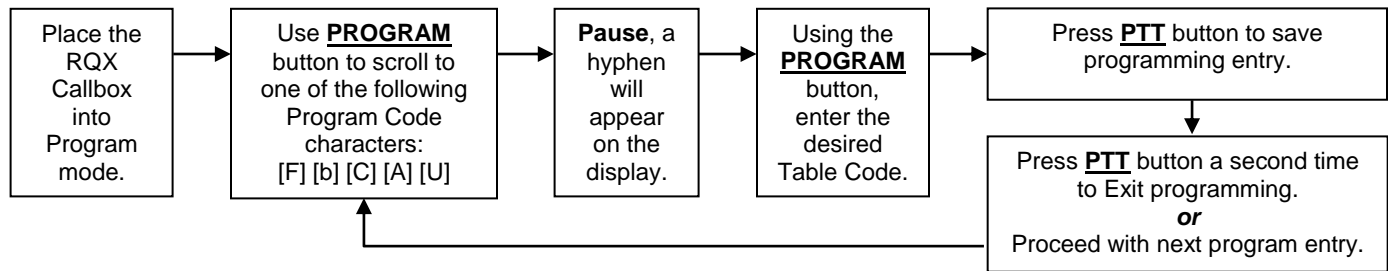 Place the
RQX
Callbox
into
Program
mode.
Use PROGRAM
button to scroll to
one of the following
Program Code
characters:
[F] [b] [C] [A] [U]
Pause, a
hyphen
will
appear
on the
display.
Using the
PROGRAM
button,
enter the
desired
Table Code.
Press PTT button to save
programming entry.
Press PTT button a second time
to Exit programming.
or
Proceed with next program entry.